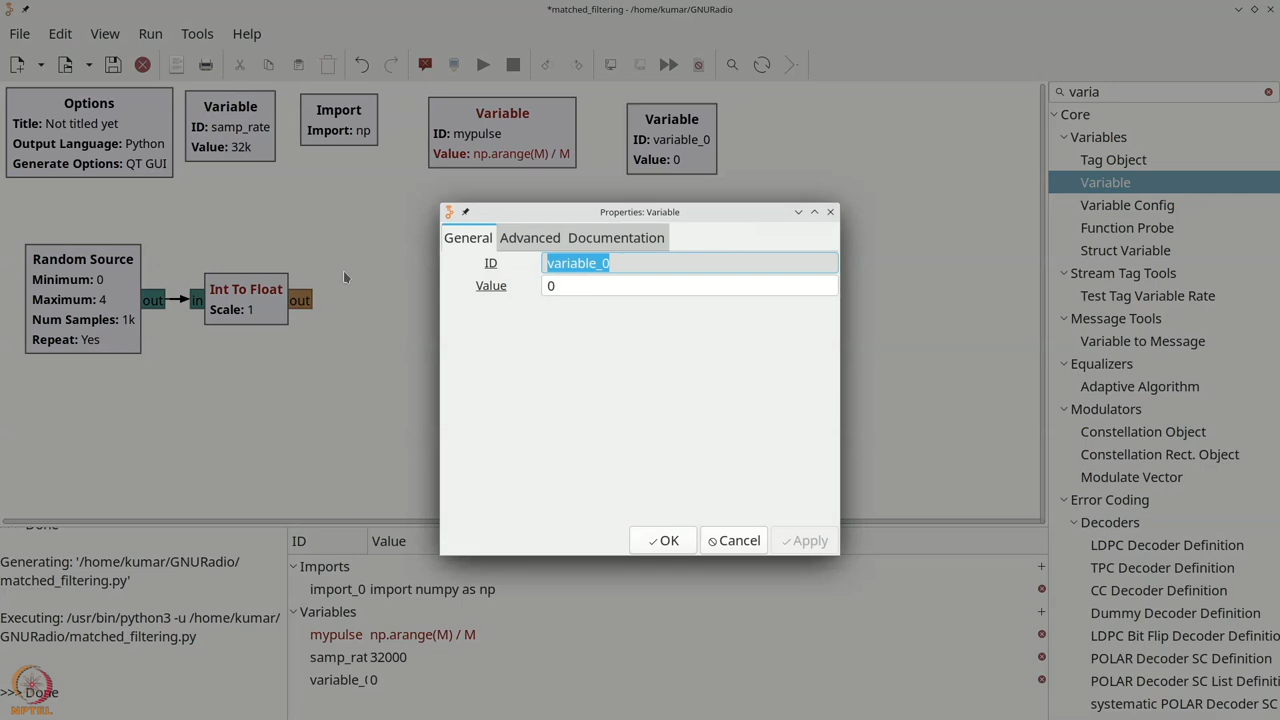 *matched_filtering - /home/kumar/GNURadio
File Edit View Run Tools Help
Options
Title: Not titled yet
Output Language: Python
Generate Options: QT GUI
Variable
ID: samp_rate
Value: 32k
Import
Import: np
Variable
ID: mypulse
Value: np.arange(M) / M
Variable
ID: variable_0
Value: 0
Random Source
Minimum: 0
Maximum: 4
Num Samples: 1k
Repeat: Yes
out
in
Int To Float
Scale: 1
out
Properties: Variable
General Advanced Documentation
ID variable_0
Value 0
OK Cancel Apply
varia
Core
Variables
Tag Object
Variable
Variable Config
Function Probe
Struct Variable
Stream Tag Tools
Test Tag Variable Rate
Message Tools
Variable to Message
Equalizers
Adaptive Algorithm
Modulators
Constellation Object
Constellation Rect. Object
Modulate Vector
Error Coding
Decoders
LDPC Decoder Definition
TPC Decoder Definition
CC Decoder Definition
Dummy Decoder Definition
LDPC Bit Flip Decoder Definitio
POLAR Decoder SC Definition
POLAR Decoder SC List Definition
systematic POLAR Decoder SC
Done
Generating: '/home/kumar/GNURadio/
matched_filtering.py'
Executing: /usr/bin/python3 -u /home/kumar/
GNURadio/matched_filtering.py
>>> Done
NPTEL
ID Value
Imports
import_0 import numpy as np
Variables
mypulse np.arange(M) / M
samp_rat 32000
variable_( 0